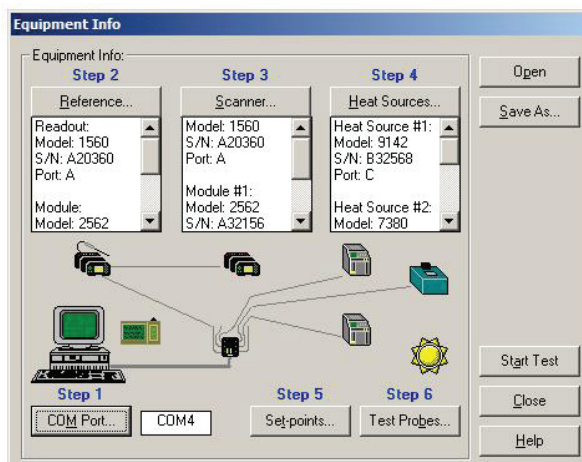 Equipment Info
Equipment Info:
Step 2
Reference...
Readout:
Model: 1560
S/N: A20360
Port: A
Module:
Model: 2562
Step 3
Scanner...
Model: 1560
S/N: A20360
Port: A
Module #1:
Model: 2562
S/N: A32156
Step 4
Heat Sources...
Heat Source #1:
Model: 9142
S/N: B32568
Port: C
Heat Source #2:
Model: 7380
Open
Save As...
Step 1
COM Port...
COM4
Step 5
Set-points...
Step 6
Test Probes...
Start Test
Close
Help